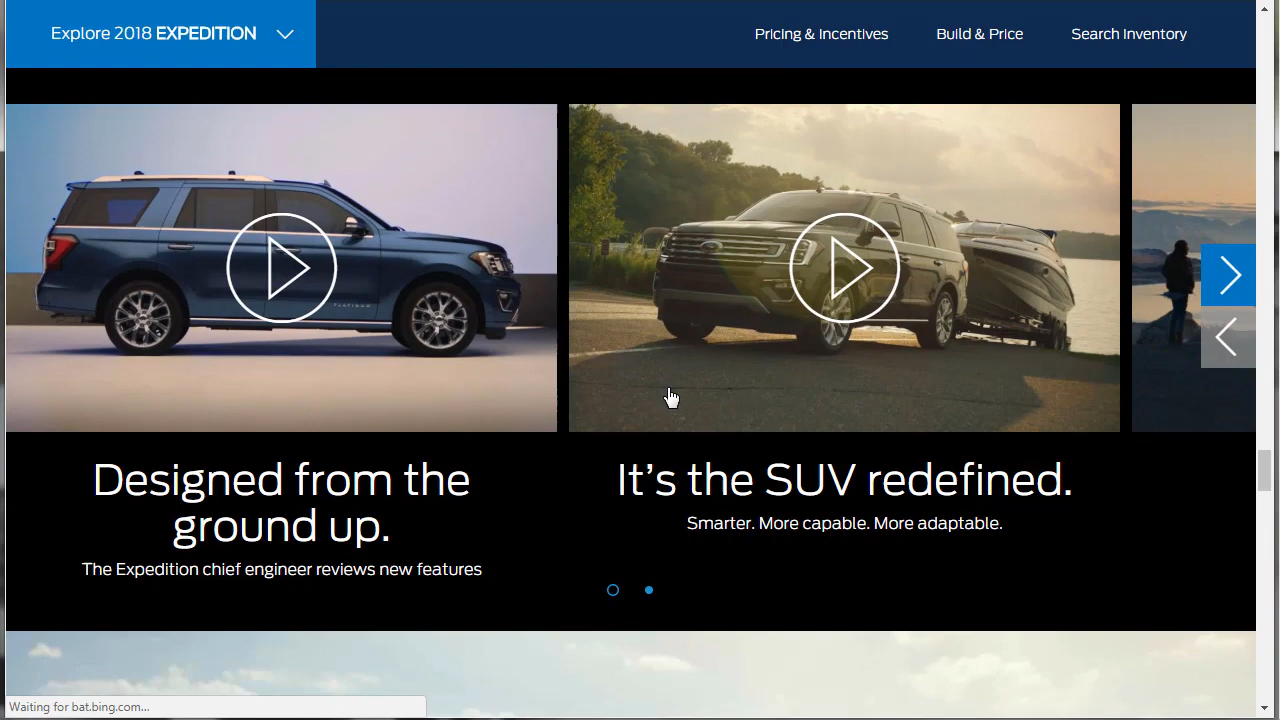 Explore 2018 EXPEDITION
Pricing & Incentives
Build & Price
Search Inventory
PLATINUM
Designed from the
ground up.
The Expedition chief engineer reviews new features
It's the SUV redefined.
Smarter. More capable. More adaptable.
Waiting for bat.bing.com...